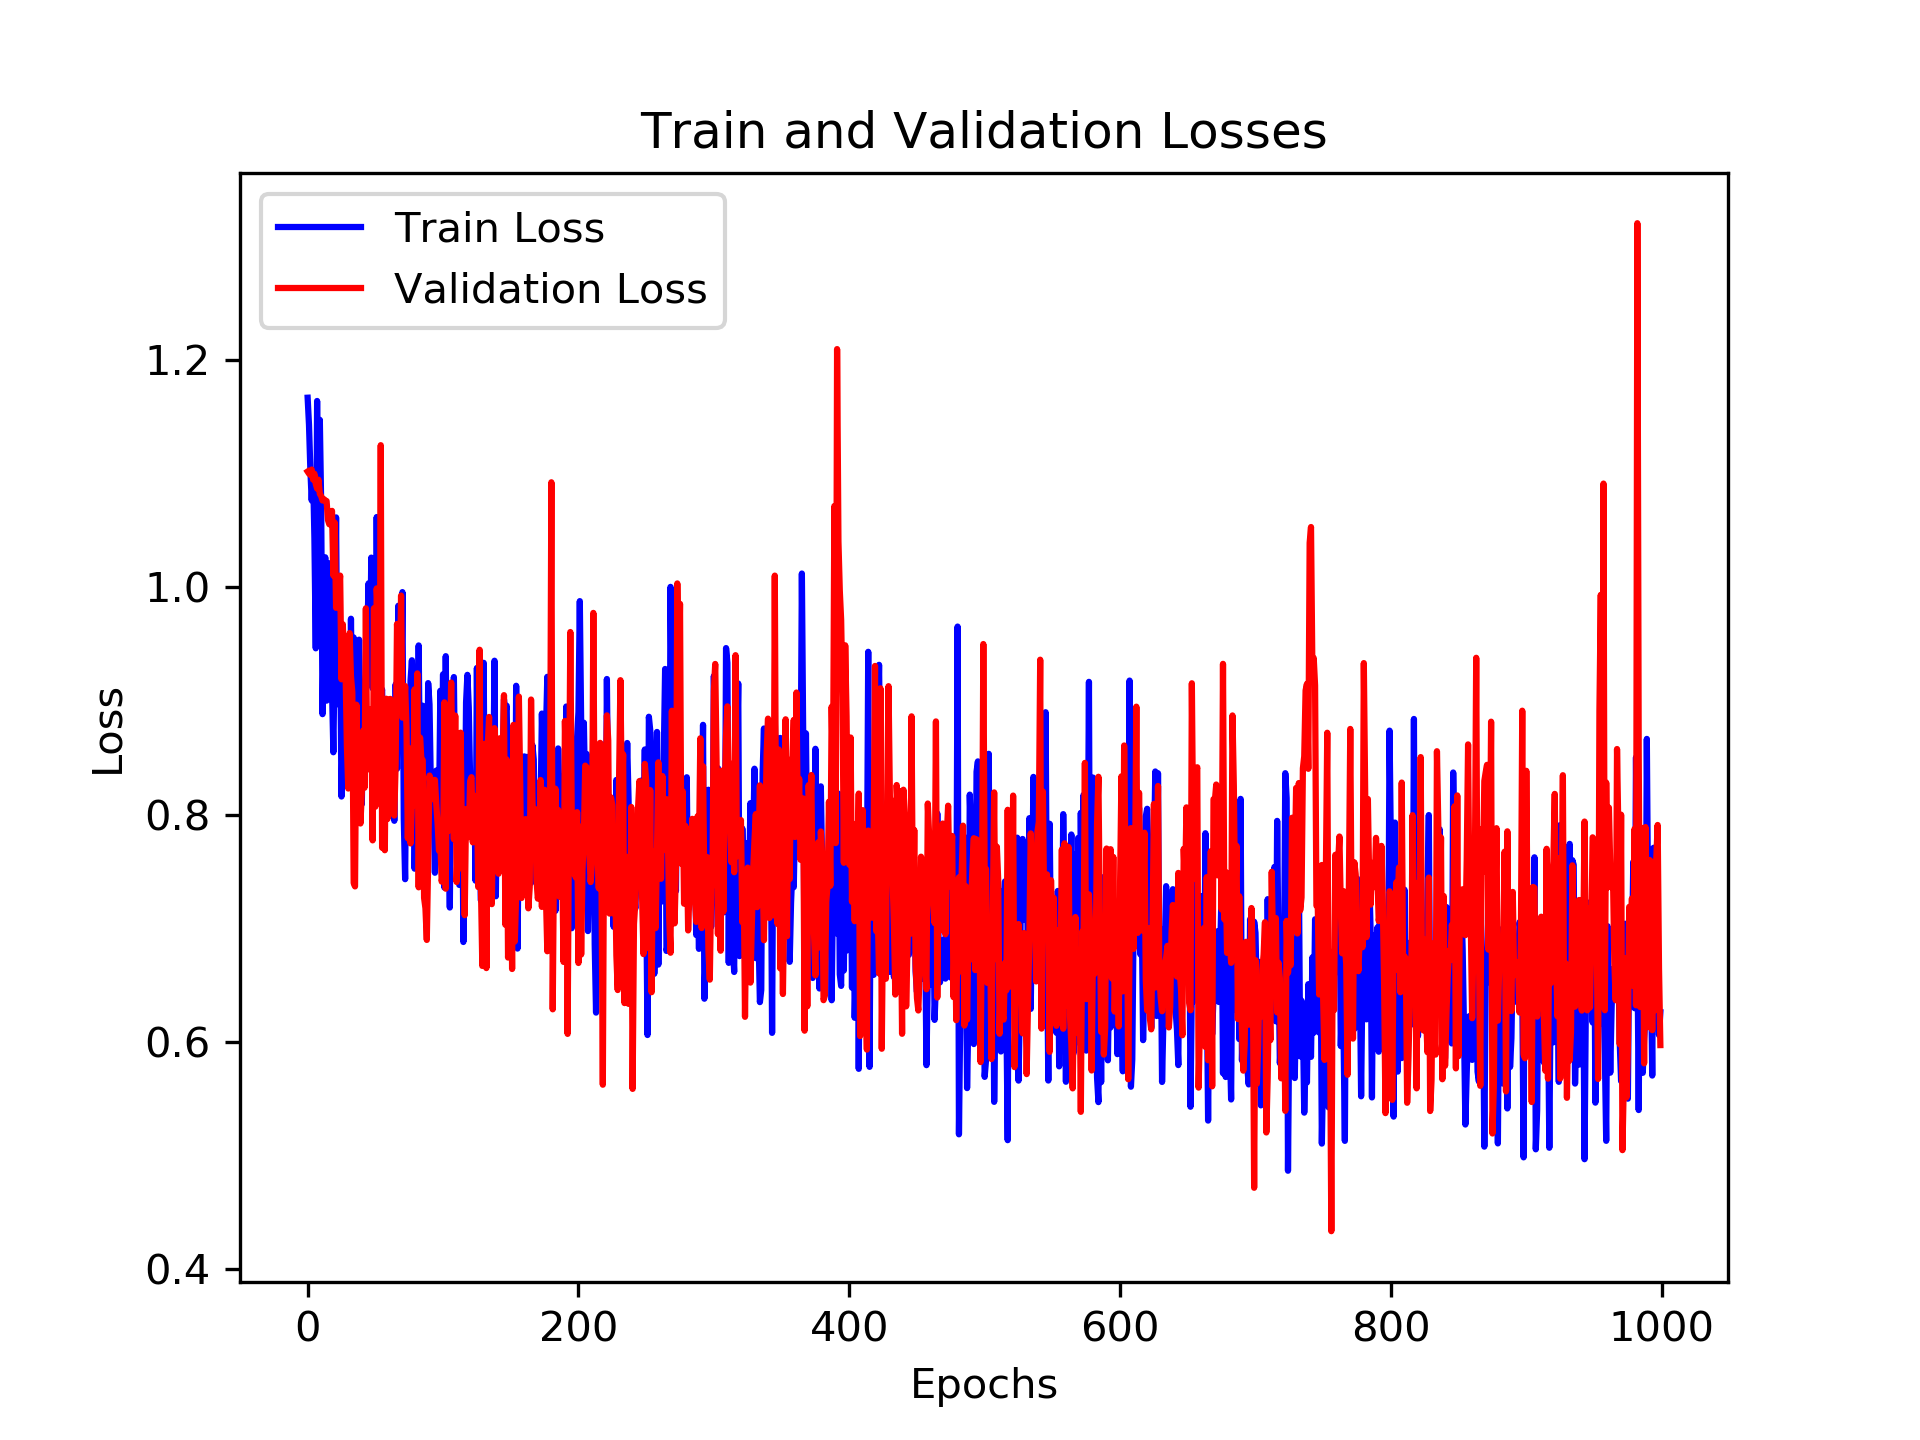 Train and Validation Losses
Train Loss
Validation Loss
1.2
1.0
0.8
0.6
0.4
Loss
0 200 400 600 800 1000
Epochs